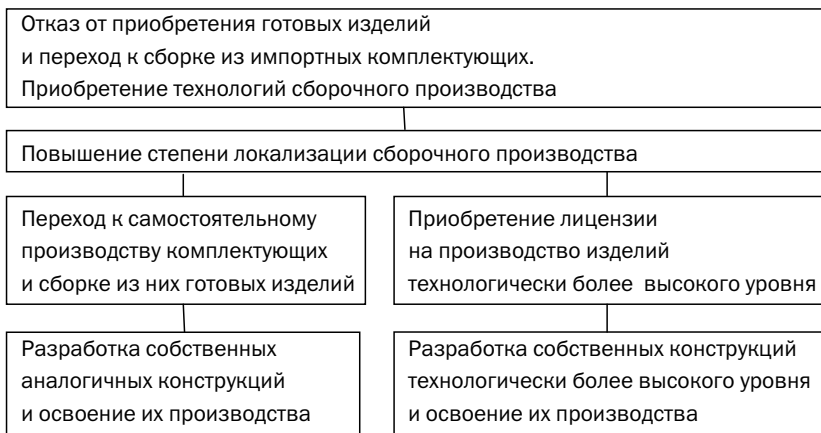 Отказ от приобретения готовых изделий
и переход к сборке из импортных комплектующих.
Приобретение технологий сборочного производства
Повышение степени локализации сборочного производства
Переход к самостоятельному
производству комплектующих
и сборке из них готовых изделий
Приобретение лицензии
на производство изделий
технологически более высокого уровня
Разработка собственных
аналогичных конструкций
и освоение их производства
Разработка собственных конструкций
технологически более высокого уровня
и освоение их производства